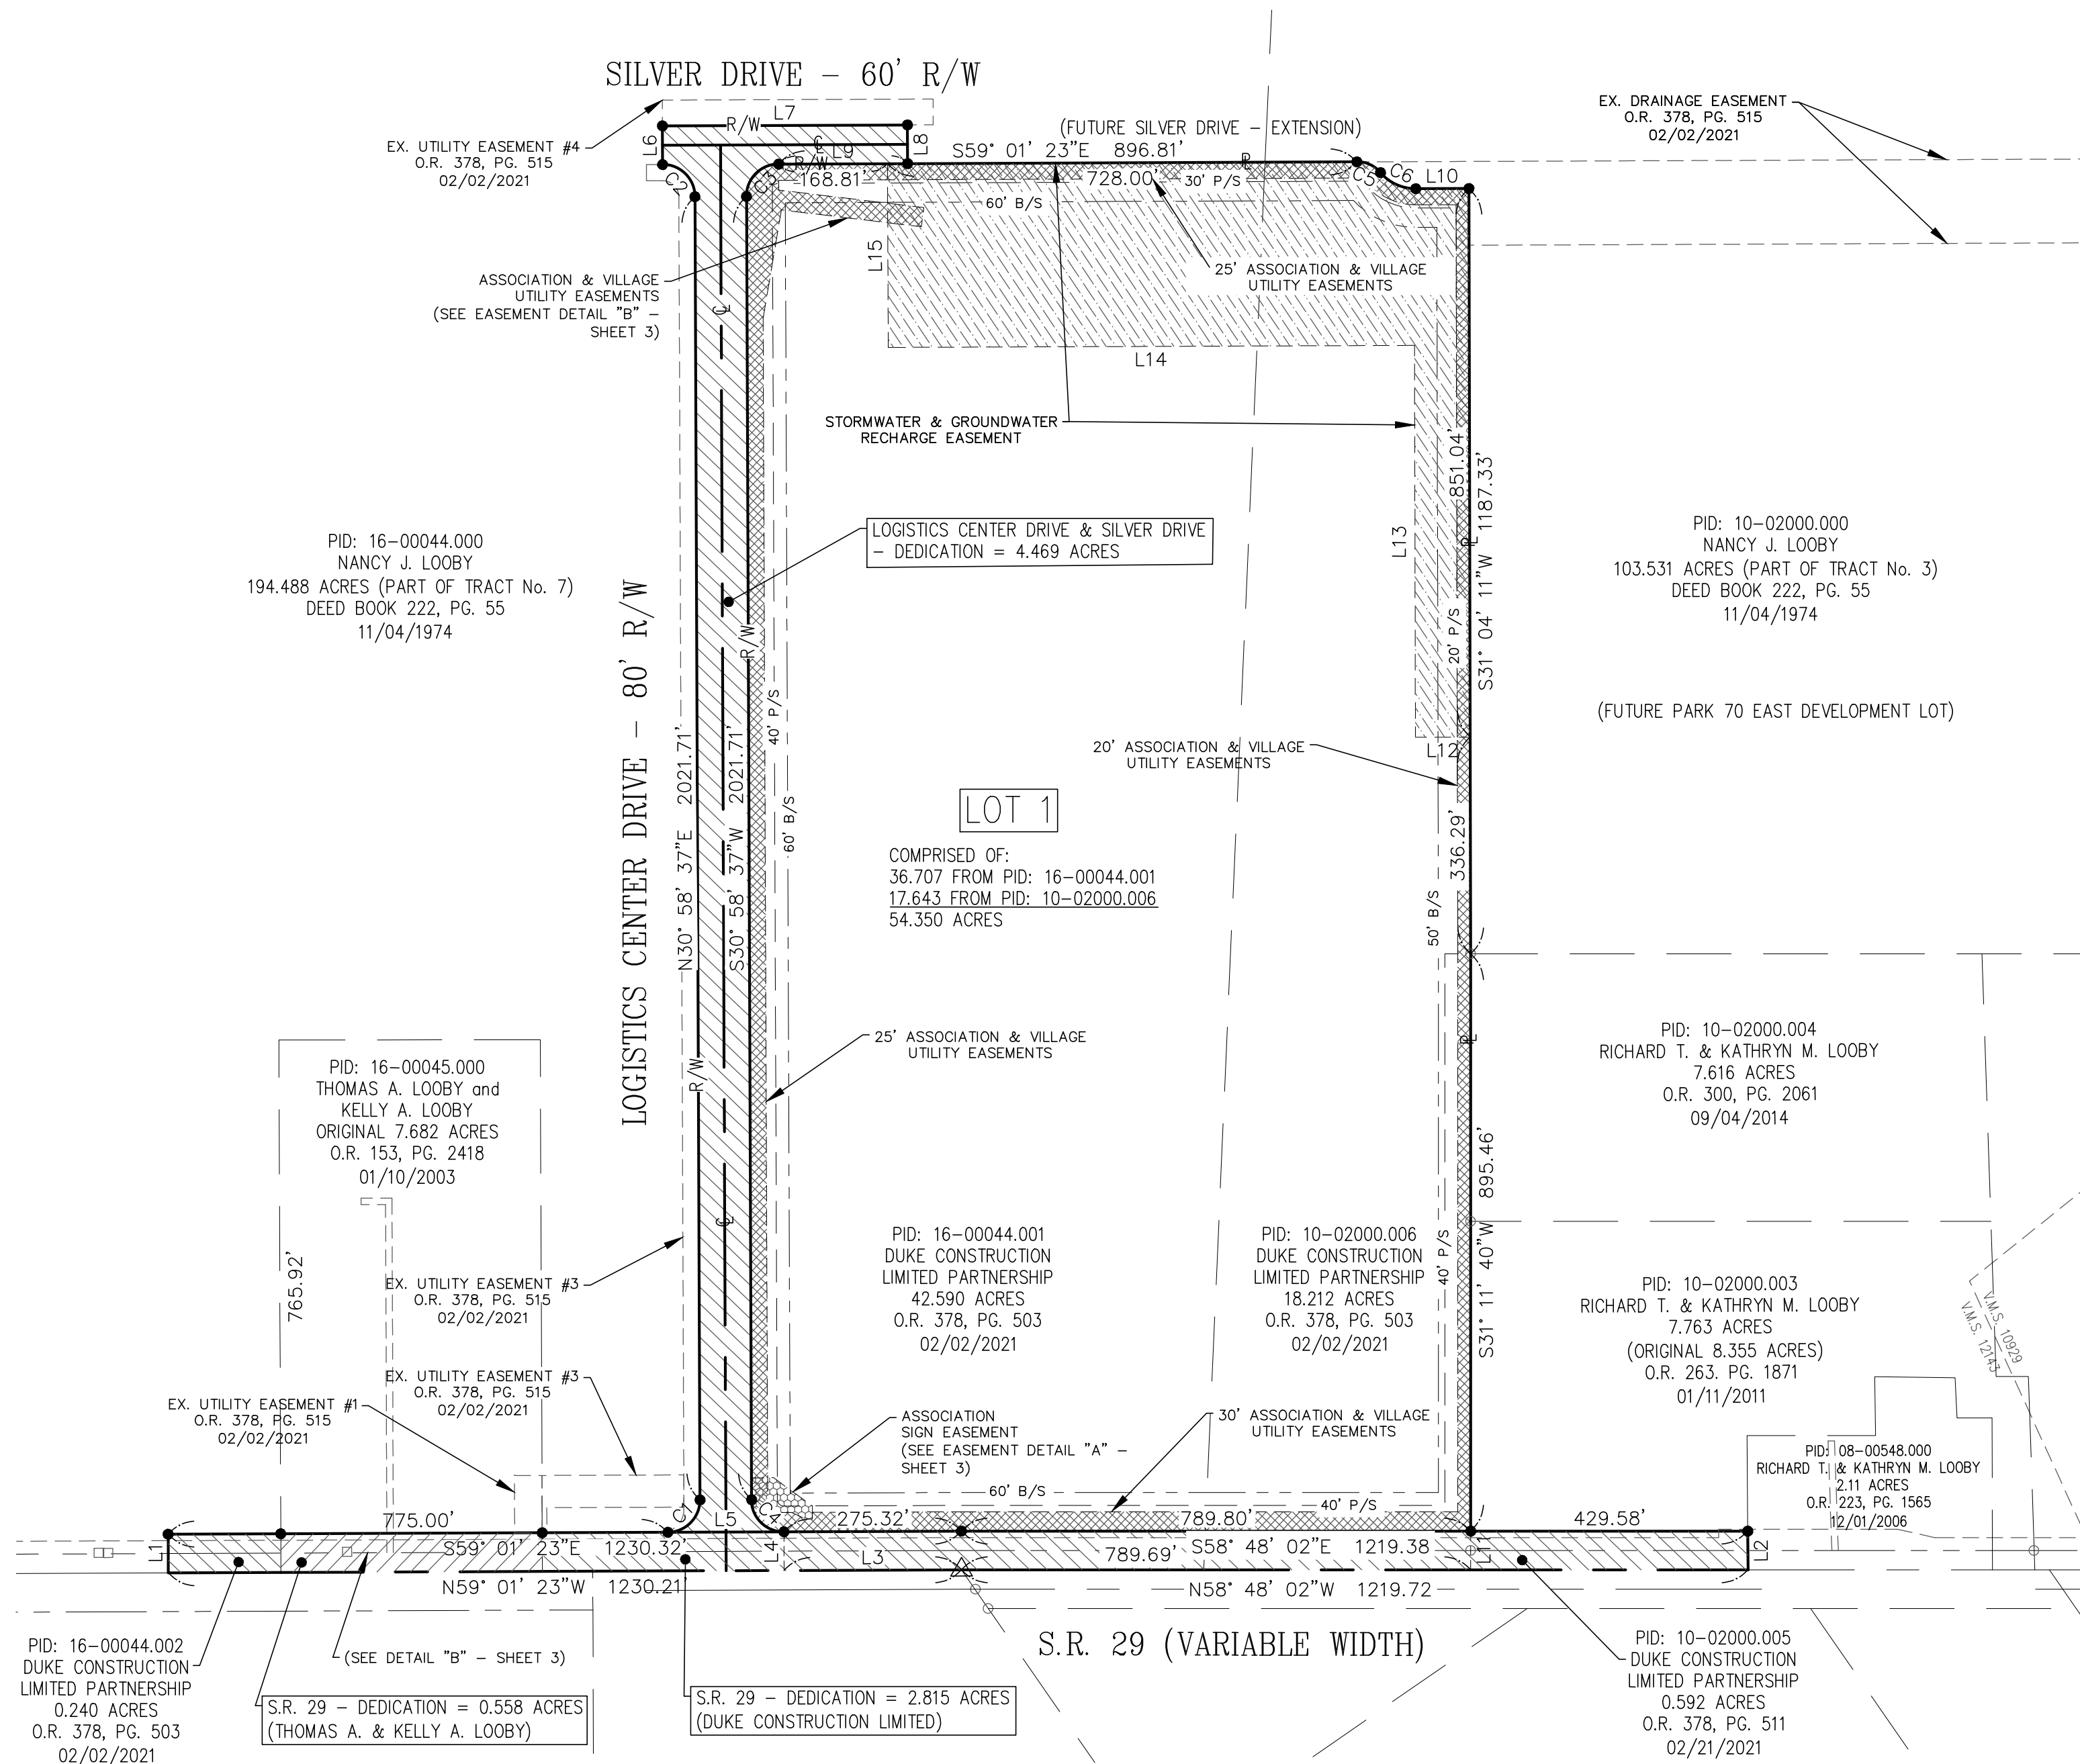 SILVER DRIVE – 60' R/W
EX. UTILITY EASEMENT #4
O.R. 378, PG. 515
02/02/2021
L7
R/W
L6
L8
C2
C3
℄
L9
R/W
168.81'
(FUTURE SILVER DRIVE – EXTENSION)
S59° 01' 23"E 896.81'
728.00'
30' P/S
60' B/S
C5
C6
L10
EX. DRAINAGE EASEMENT
O.R. 378, PG. 515
02/02/2021
ASSOCIATION & VILLAGE
UTILITY EASEMENTS
(SEE EASEMENT DETAIL "B" –
SHEET 3)
L15
25' ASSOCIATION & VILLAGE
UTILITY EASEMENTS
L14
STORMWATER & GROUNDWATER
RECHARGE EASEMENT
L13
851.04'
S31° 04' 11"W 1187.33'
20' P/S
PID: 16–00044.000
NANCY J. LOOBY
194.488 ACRES (PART OF TRACT No. 7)
DEED BOOK 222, PG. 55
11/04/1974
LOGISTICS CENTER DRIVE & SILVER DRIVE
– DEDICATION = 4.469 ACRES
PID: 10–02000.000
NANCY J. LOOBY
103.531 ACRES (PART OF TRACT No. 3)
DEED BOOK 222, PG. 55
11/04/1974
(FUTURE PARK 70 EAST DEVELOPMENT LOT)
LOGISTICS CENTER DRIVE – 80' R/W
N30° 58' 37"E 2021.71'
S30° 58' 37"W 2021.71'
R/W
40' P/S
60' B/S
L12
20' ASSOCIATION & VILLAGE
UTILITY EASEMENTS
336.29'
50' B/S
LOT 1
COMPRISED OF:
36.707 FROM PID: 16–00044.001
17.643 FROM PID: 10–02000.006
54.350 ACRES
25' ASSOCIATION & VILLAGE
UTILITY EASEMENTS
R/W
PID: 10–02000.004
RICHARD T. & KATHRYN M. LOOBY
7.616 ACRES
O.R. 300, PG. 2061
09/04/2014
PID: 16–00045.000
THOMAS A. LOOBY and
KELLY A. LOOBY
ORIGINAL 7.682 ACRES
O.R. 153, PG. 2418
01/10/2003
765.92'
EX. UTILITY EASEMENT #3
O.R. 378, PG. 515
02/02/2021
EX. UTILITY EASEMENT #3
O.R. 378, PG. 515
02/02/2021
EX. UTILITY EASEMENT #1
O.R. 378, PG. 515
02/02/2021
PID: 16–00044.001
DUKE CONSTRUCTION
LIMITED PARTNERSHIP
42.590 ACRES
O.R. 378, PG. 503
02/02/2021
PID: 10–02000.006
DUKE CONSTRUCTION
LIMITED PARTNERSHIP
18.212 ACRES
O.R. 378, PG. 503
02/02/2021
40' P/S
S31° 11' 40"W 895.46'
PID: 10–02000.003
RICHARD T. & KATHRYN M. LOOBY
7.763 ACRES
(ORIGINAL 8.355 ACRES)
O.R. 263. PG. 1871
01/11/2011
V.M.S. 10929
V.M.S. 12143
PID: 08–00548.000
RICHARD T. & KATHRYN M. LOOBY
2.11 ACRES
O.R. 223, PG. 1565
12/01/2006
ASSOCIATION
SIGN EASEMENT
(SEE EASEMENT DETAIL "A" –
SHEET 3)
30' ASSOCIATION & VILLAGE
UTILITY EASEMENTS
60' B/S
40' P/S
C1
C4
L5
L4
L1
775.00'
S59° 01' 23"E 1230.32'
N59° 01' 23"W 1230.21'
275.32'
L3
789.80'
789.69'
S58° 48' 02"E 1219.38
N58° 48' 02"W 1219.72
L11
429.58'
L2
S.R. 29 (VARIABLE WIDTH)
PID: 16–00044.002
DUKE CONSTRUCTION
LIMITED PARTNERSHIP
0.240 ACRES
O.R. 378, PG. 503
02/02/2021
(SEE DETAIL "B" – SHEET 3)
S.R. 29 – DEDICATION = 0.558 ACRES
(THOMAS A. & KELLY A. LOOBY)
S.R. 29 – DEDICATION = 2.815 ACRES
(DUKE CONSTRUCTION LIMITED)
PID: 10–02000.005
DUKE CONSTRUCTION
LIMITED PARTNERSHIP
0.592 ACRES
O.R. 378, PG. 511
02/21/2021